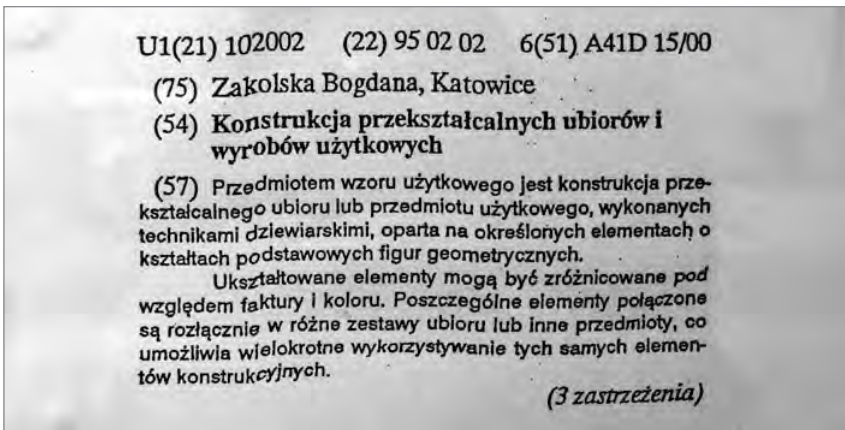 U1(21) 102002 (22) 95 02 02 6(51) A41D 15/00
(75) Zakolska Bogdana, Katowice
(54) Konstrukcja przekształcalnych ubiorów i
wyrobów użytkowych
(57) Przedmiotem wzoru użytkowego jest konstrukcja prze-
kształcalnego ubioru lub przedmiotu użytkowego, wykonanych
technikami dziewiarskimi, oparta na określonych elementach o
kształtach podstawowych figur geometrycznych.
Ukształtowane elementy mogą być zróżnicowane pod
względem faktury i koloru. Poszczególne elementy połączone
są rozłącznie w różne zestawy ubioru lub inne przedmioty, co
umożliwia wielokrotne wykorzystywanie tych samych elemen-
tów konstrukcyjnych.
(3 zastrzeżenia)